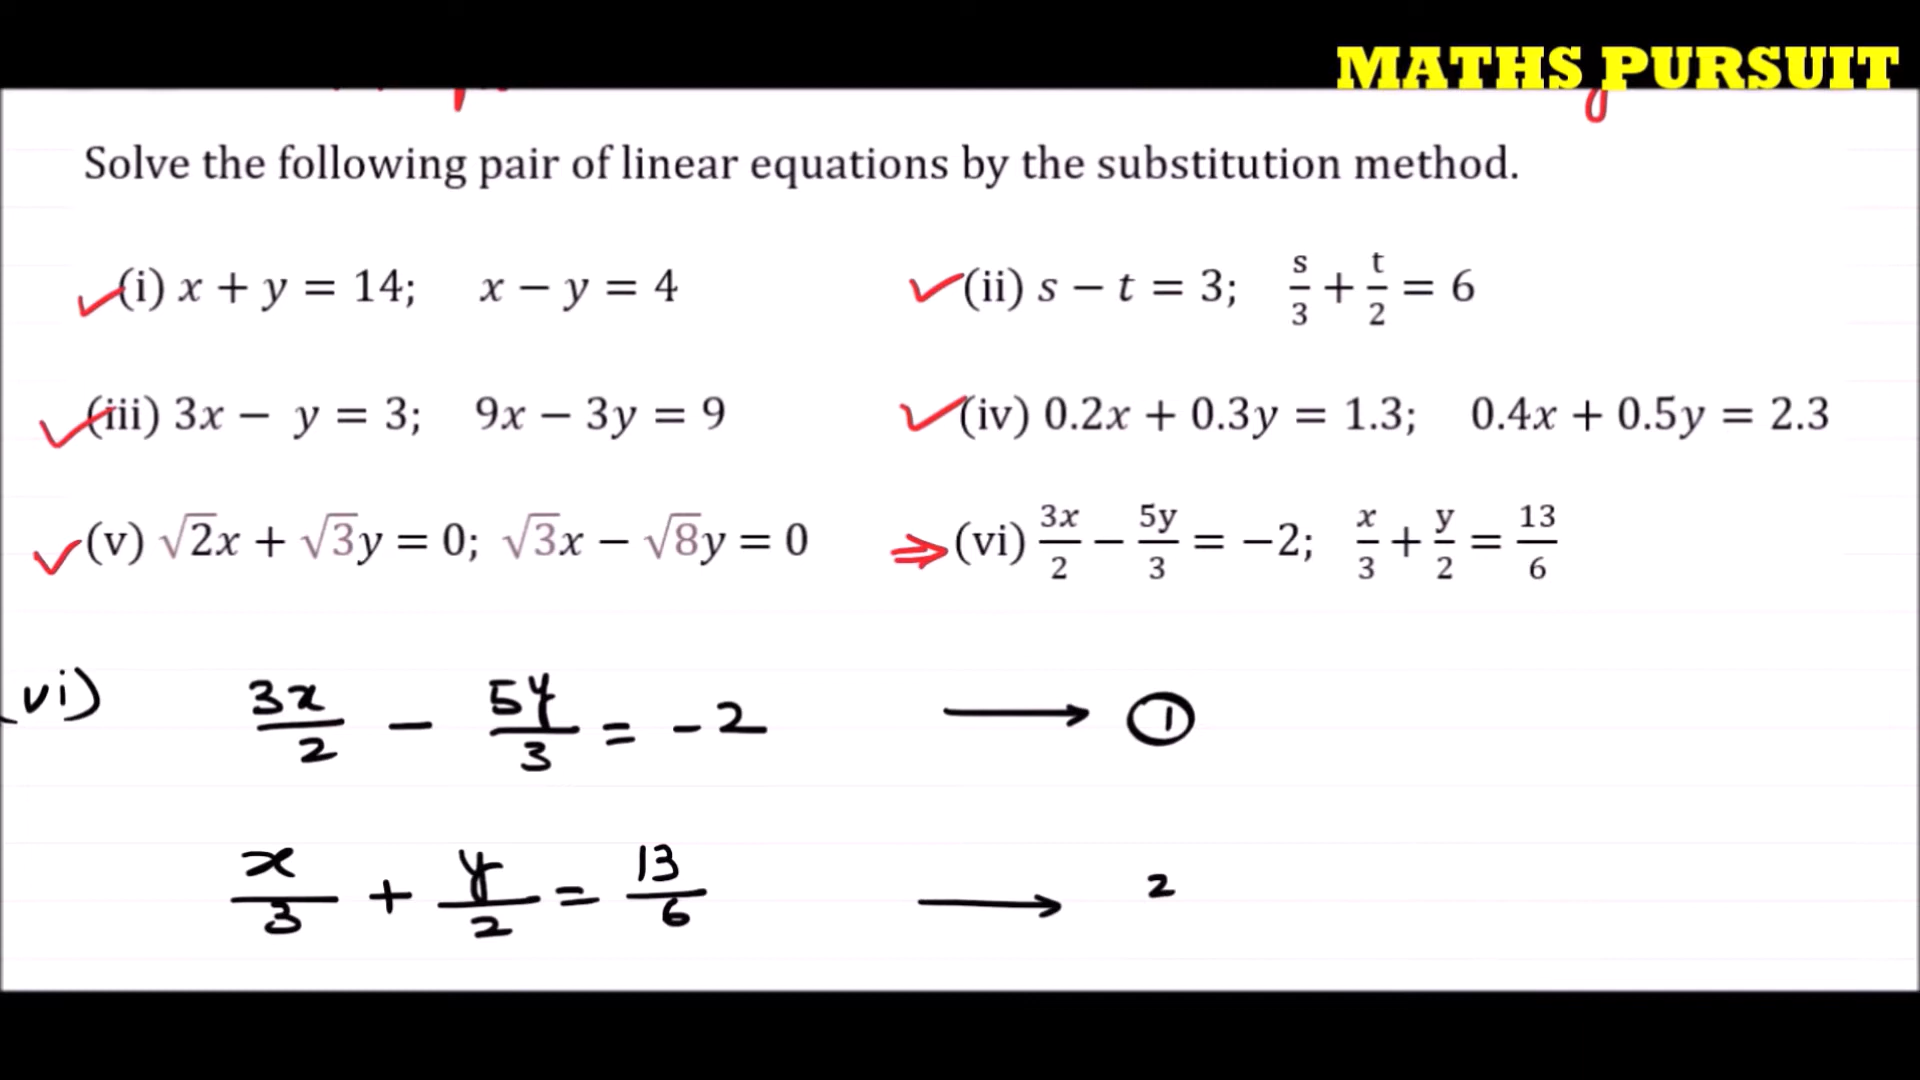 MATHS PURSUIT
Solve the following pair of linear equations by the substitution method.
(i) x + y = 14; x − y = 4
(ii) s − t = 3; s/3 + t/2 = 6
(iii) 3x − y = 3; 9x − 3y = 9
(iv) 0.2x + 0.3y = 1.3; 0.4x + 0.5y = 2.3
(v) √2x + √3y = 0; √3x − √8y = 0
(vi) 3x/2 − 5y/3 = −2; x/3 + y/2 = 13/6
(vi) 3x/2 − 5y/3 = −2 ⟶ ①
x/3 + y/2 = 13/6 ⟶ 2